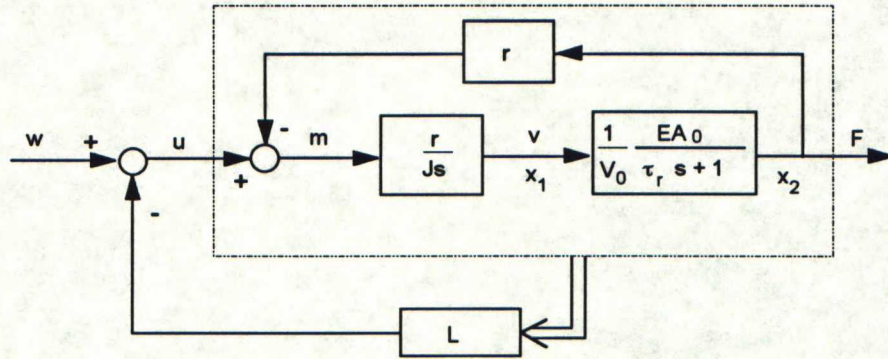 r
w + u - + m r/Js v x₁ 1/V₀ EA₀/(τᵣ s + 1) x₂ F
-
L